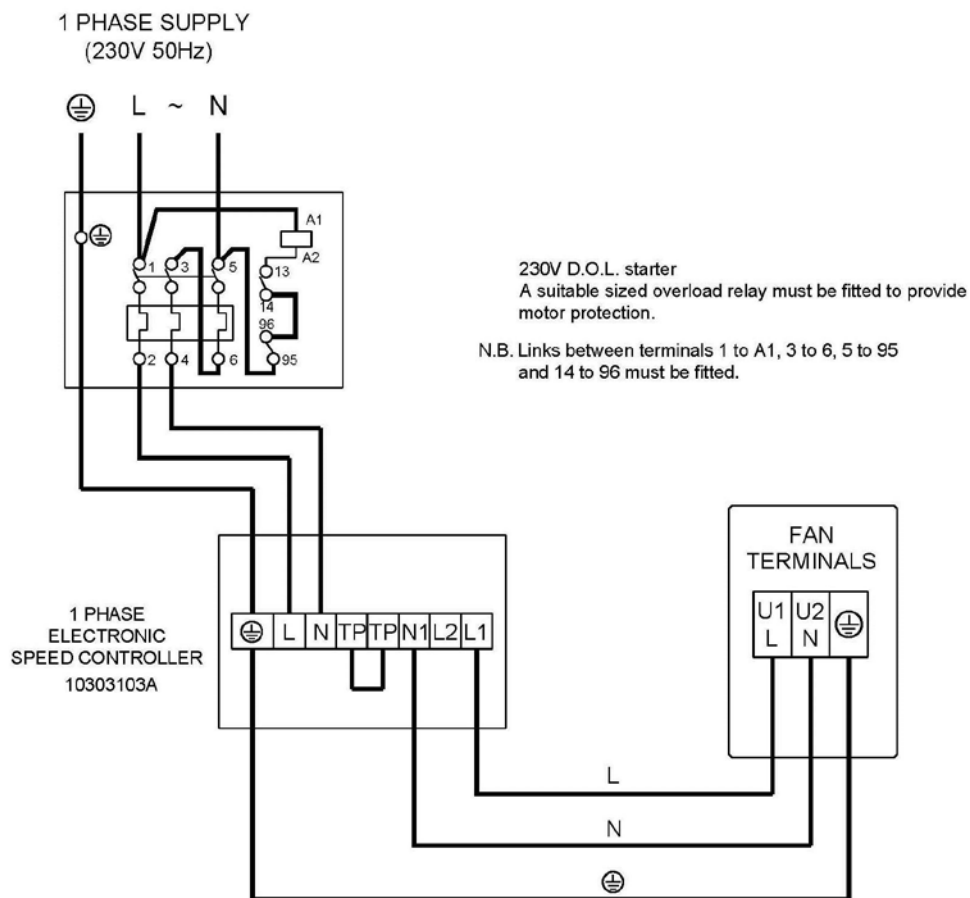 1 PHASE SUPPLY
(230V 50Hz)
L ~ N
A1
A2
1 3 5 13
14
96
2 4 6 95
230V D.O.L. starter
A suitable sized overload relay must be fitted to provide
motor protection.
N.B. Links between terminals 1 to A1, 3 to 6, 5 to 95
and 14 to 96 must be fitted.
FAN
TERMINALS
U1 U2
L N
1 PHASE
ELECTRONIC
SPEED CONTROLLER
10303103A
L N TP TP N1 L2 L1
L
N